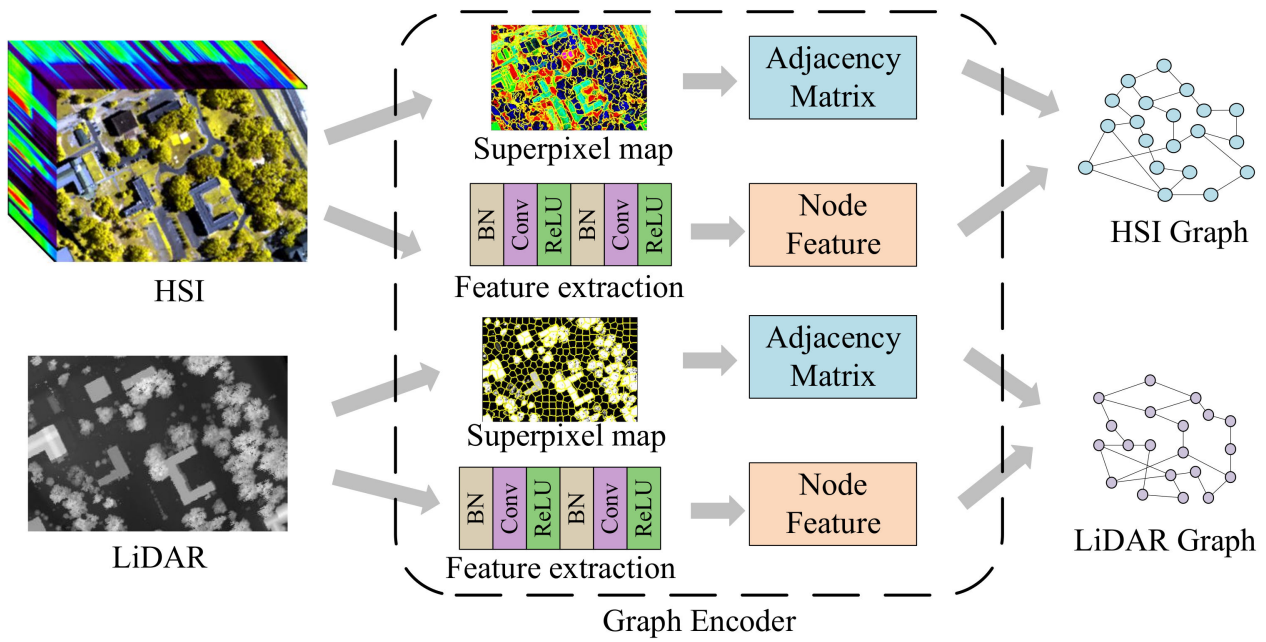 Superpixel map
Adjacency
Matrix
BN
Conv
ReLU
BN
Conv
ReLU
Feature extraction
Node
Feature
HSI
HSI Graph
Superpixel map
Adjacency
Matrix
BN
Conv
ReLU
BN
Conv
ReLU
Feature extraction
Node
Feature
LiDAR
LiDAR Graph
Graph Encoder